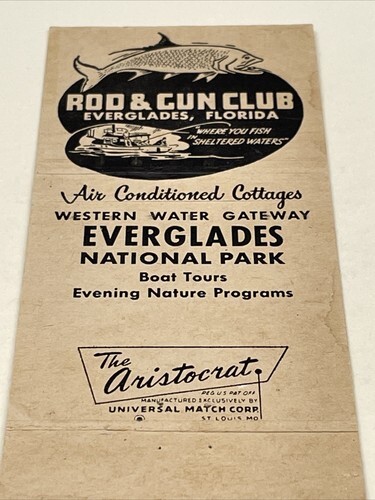 ROD & GUN CLUB
EVERGLADES, FLORIDA
"WHERE YOU FISH
IN SHELTERED WATERS"
Air Conditioned Cottages
WESTERN WATER GATEWAY
EVERGLADES
NATIONAL PARK
Boat Tours
Evening Nature Programs
The
Aristocrat
REG US PAT OFF
MANUFACTURED EXCLUSIVELY BY
UNIVERSAL MATCH CORP.
ST. LOUIS MO